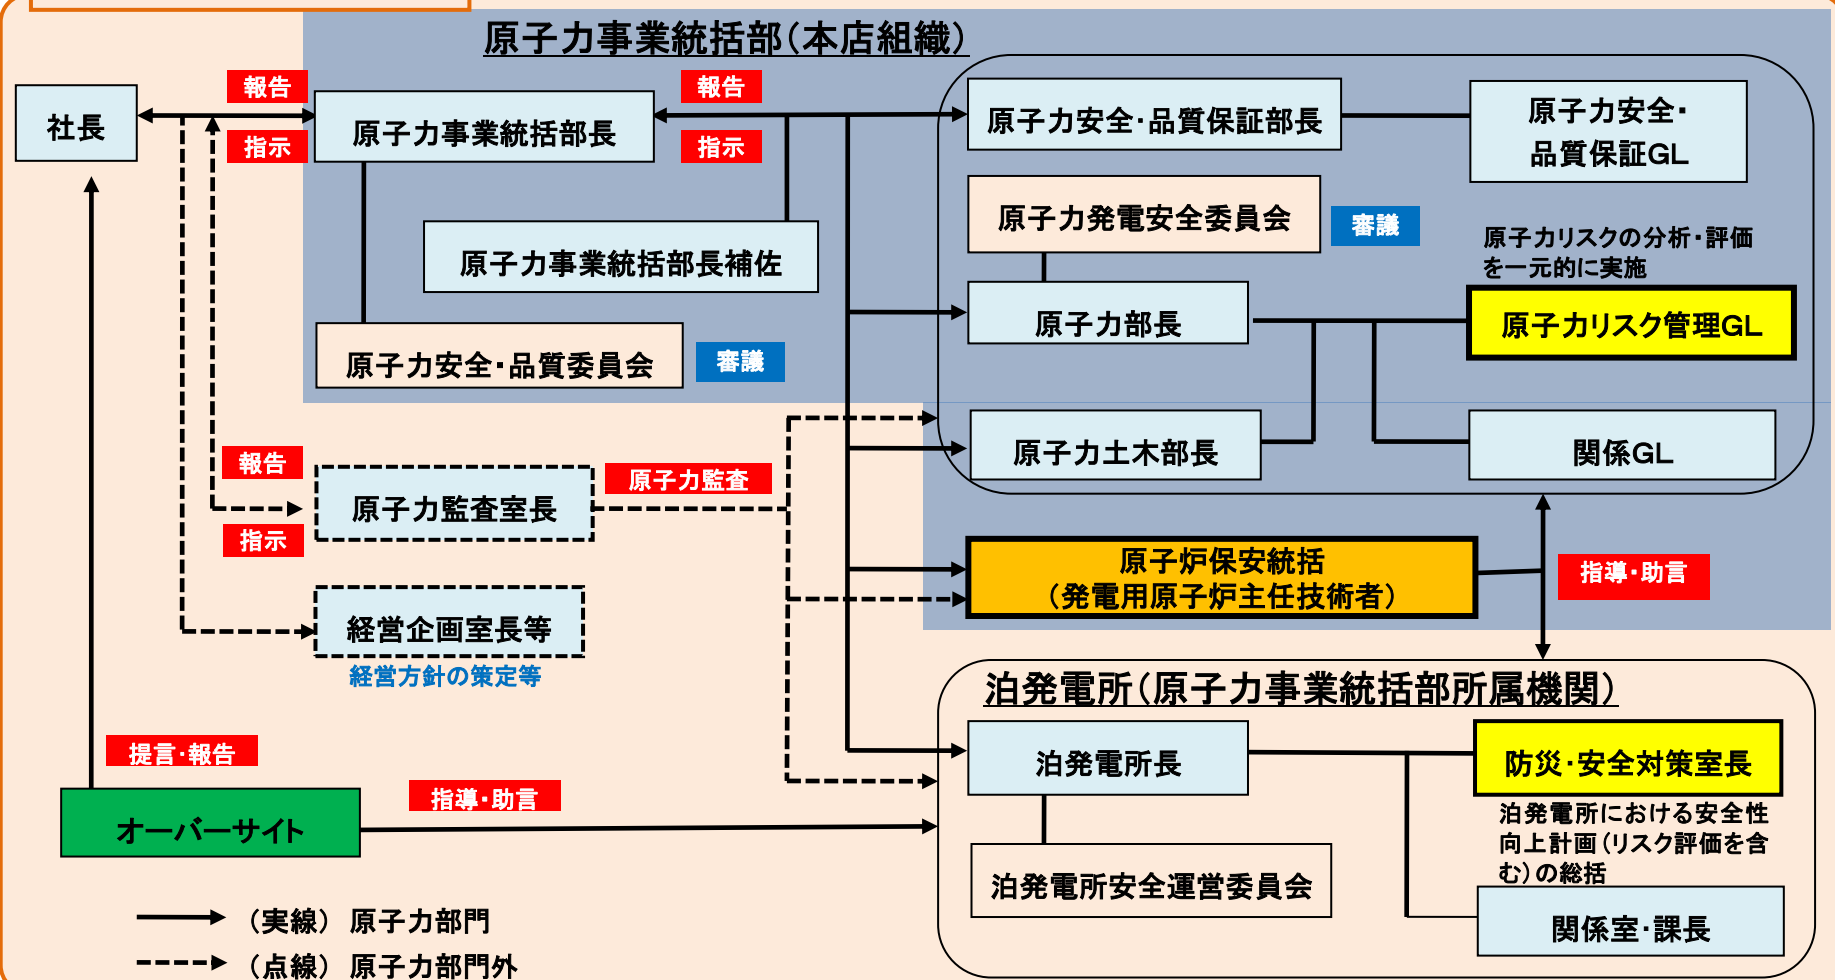 原子力事業統括部（本店組織）
報告
指示
社長
原子力事業統括部長
報告
指示
原子力安全・品質保証部長
原子力安全・
品質保証GL
原子力発電安全委員会
審議
原子力事業統括部長補佐
原子力リスクの分析・評価
を一元的に実施
原子力部長
原子力リスク管理GL
原子力安全・品質委員会
審議
原子力土木部長
関係GL
報告
指示
原子力監査室長
原子力監査
原子炉保安統括
（発電用原子炉主任技術者）
指導・助言
経営企画室長等
経営方針の策定等
泊発電所（原子力事業統括部所属機関）
泊発電所長
防災・安全対策室長
泊発電所における安全性
向上計画（リスク評価を含
む）の総括
提言・報告
指導・助言
オーバーサイト
泊発電所安全運営委員会
関係室・課長
（実線） 原子力部門
（点線） 原子力部門外